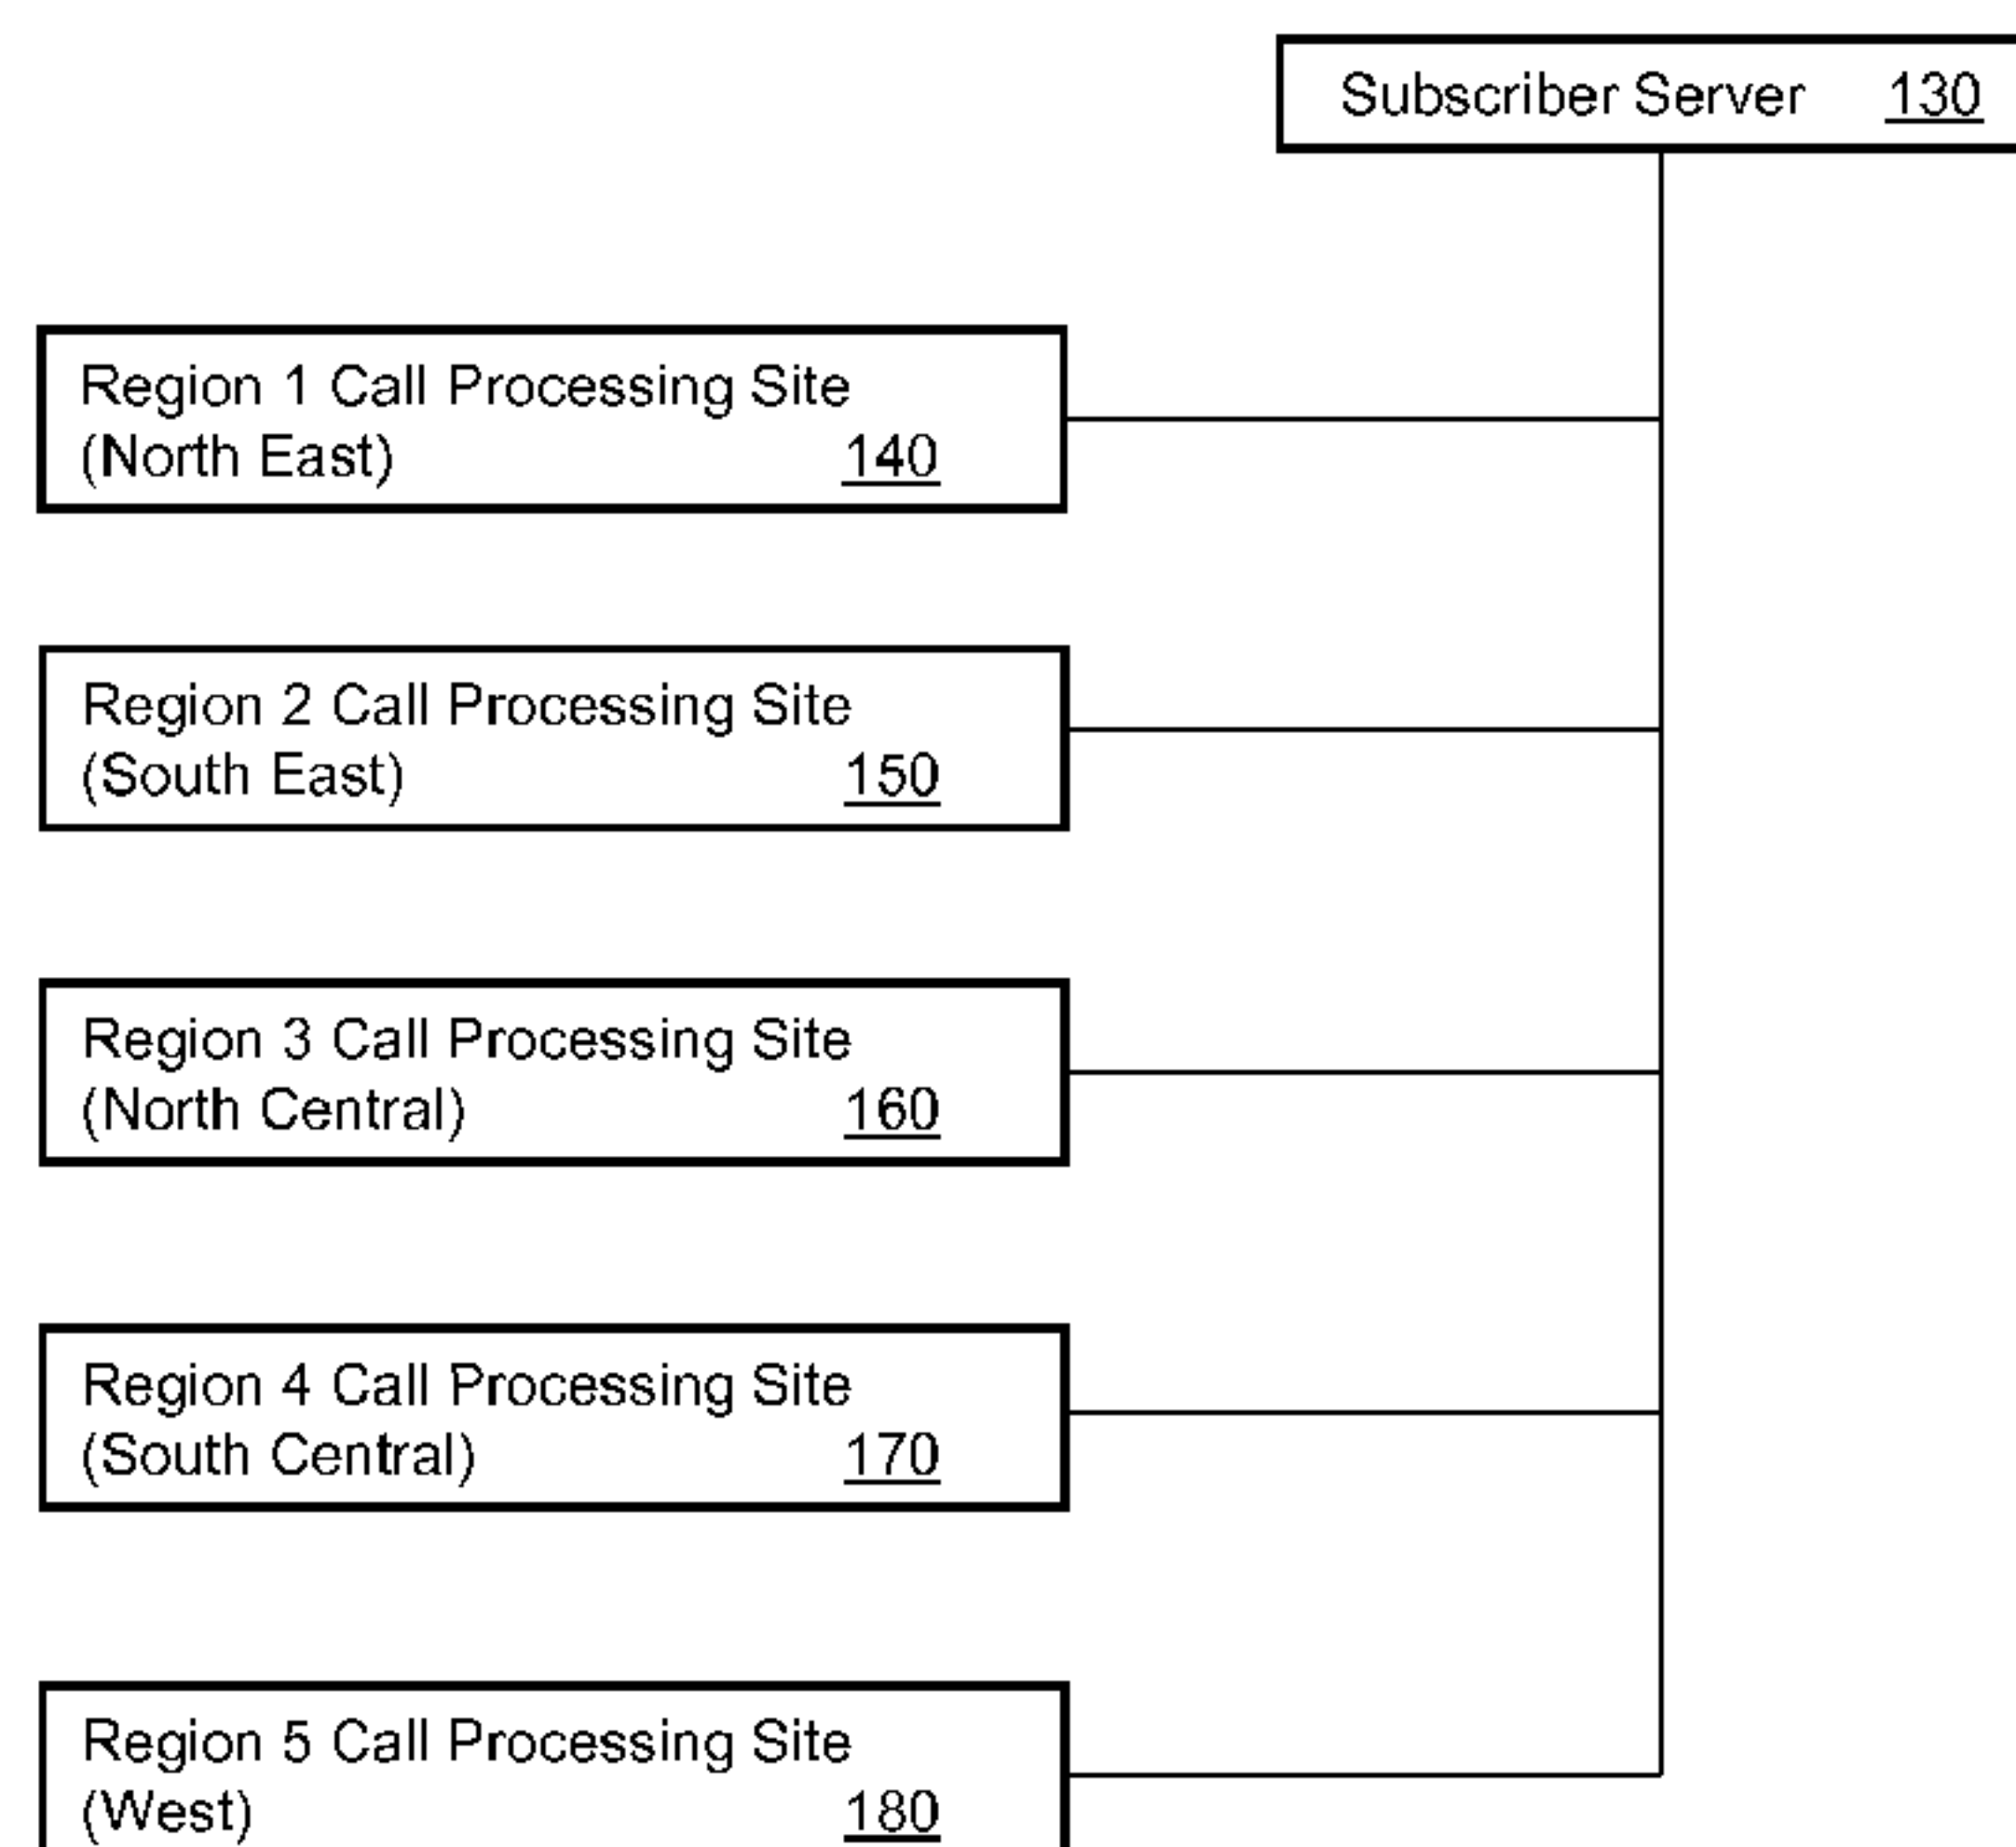 Subscriber Server 130
Region 1 Call Processing Site
(North East) 140
Region 2 Call Processing Site
(South East) 150
Region 3 Call Processing Site
(North Central) 160
Region 4 Call Processing Site
(South Central) 170
Region 5 Call Processing Site
(West) 180